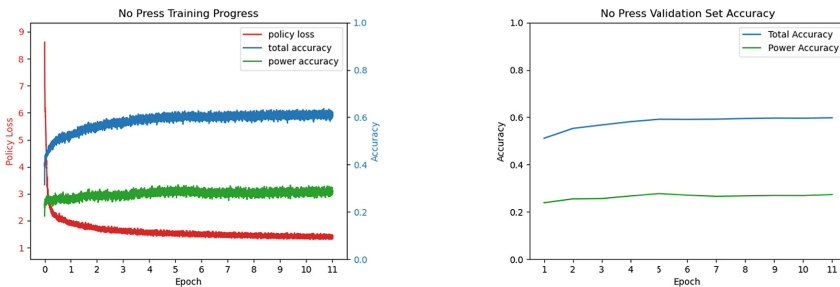 No Press Training Progress
policy loss
total accuracy
power accuracy
9
8
7
6
5
4
3
2
1
Policy Loss
1.0
0.8
0.6
0.4
0.2
0.0
Accuracy
0 1 2 3 4 5 6 7 8 9 10 11
Epoch
No Press Validation Set Accuracy
Total Accuracy
Power Accuracy
1.0
0.8
0.6
0.4
0.2
0.0
Accuracy
1 2 3 4 5 6 7 8 9 10 11
Epoch